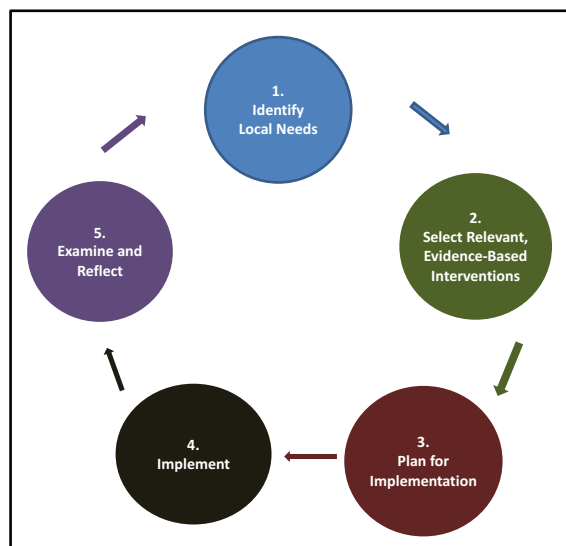 1.
Identify
Local Needs
2.
Select Relevant,
Evidence-Based
Interventions
3.
Plan for
Implementation
4.
Implement
5.
Examine and
Reflect